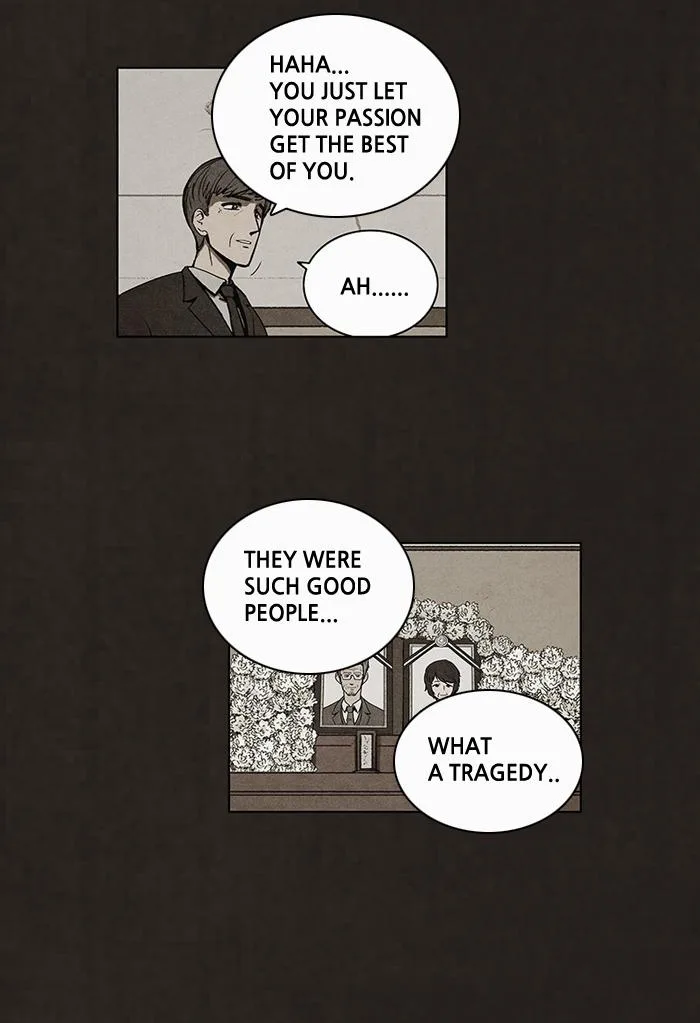 HAHA...
YOU JUST LET
YOUR PASSION
GET THE BEST
OF YOU.
AH......
THEY WERE
SUCH GOOD
PEOPLE...
WHAT
A TRAGEDY..